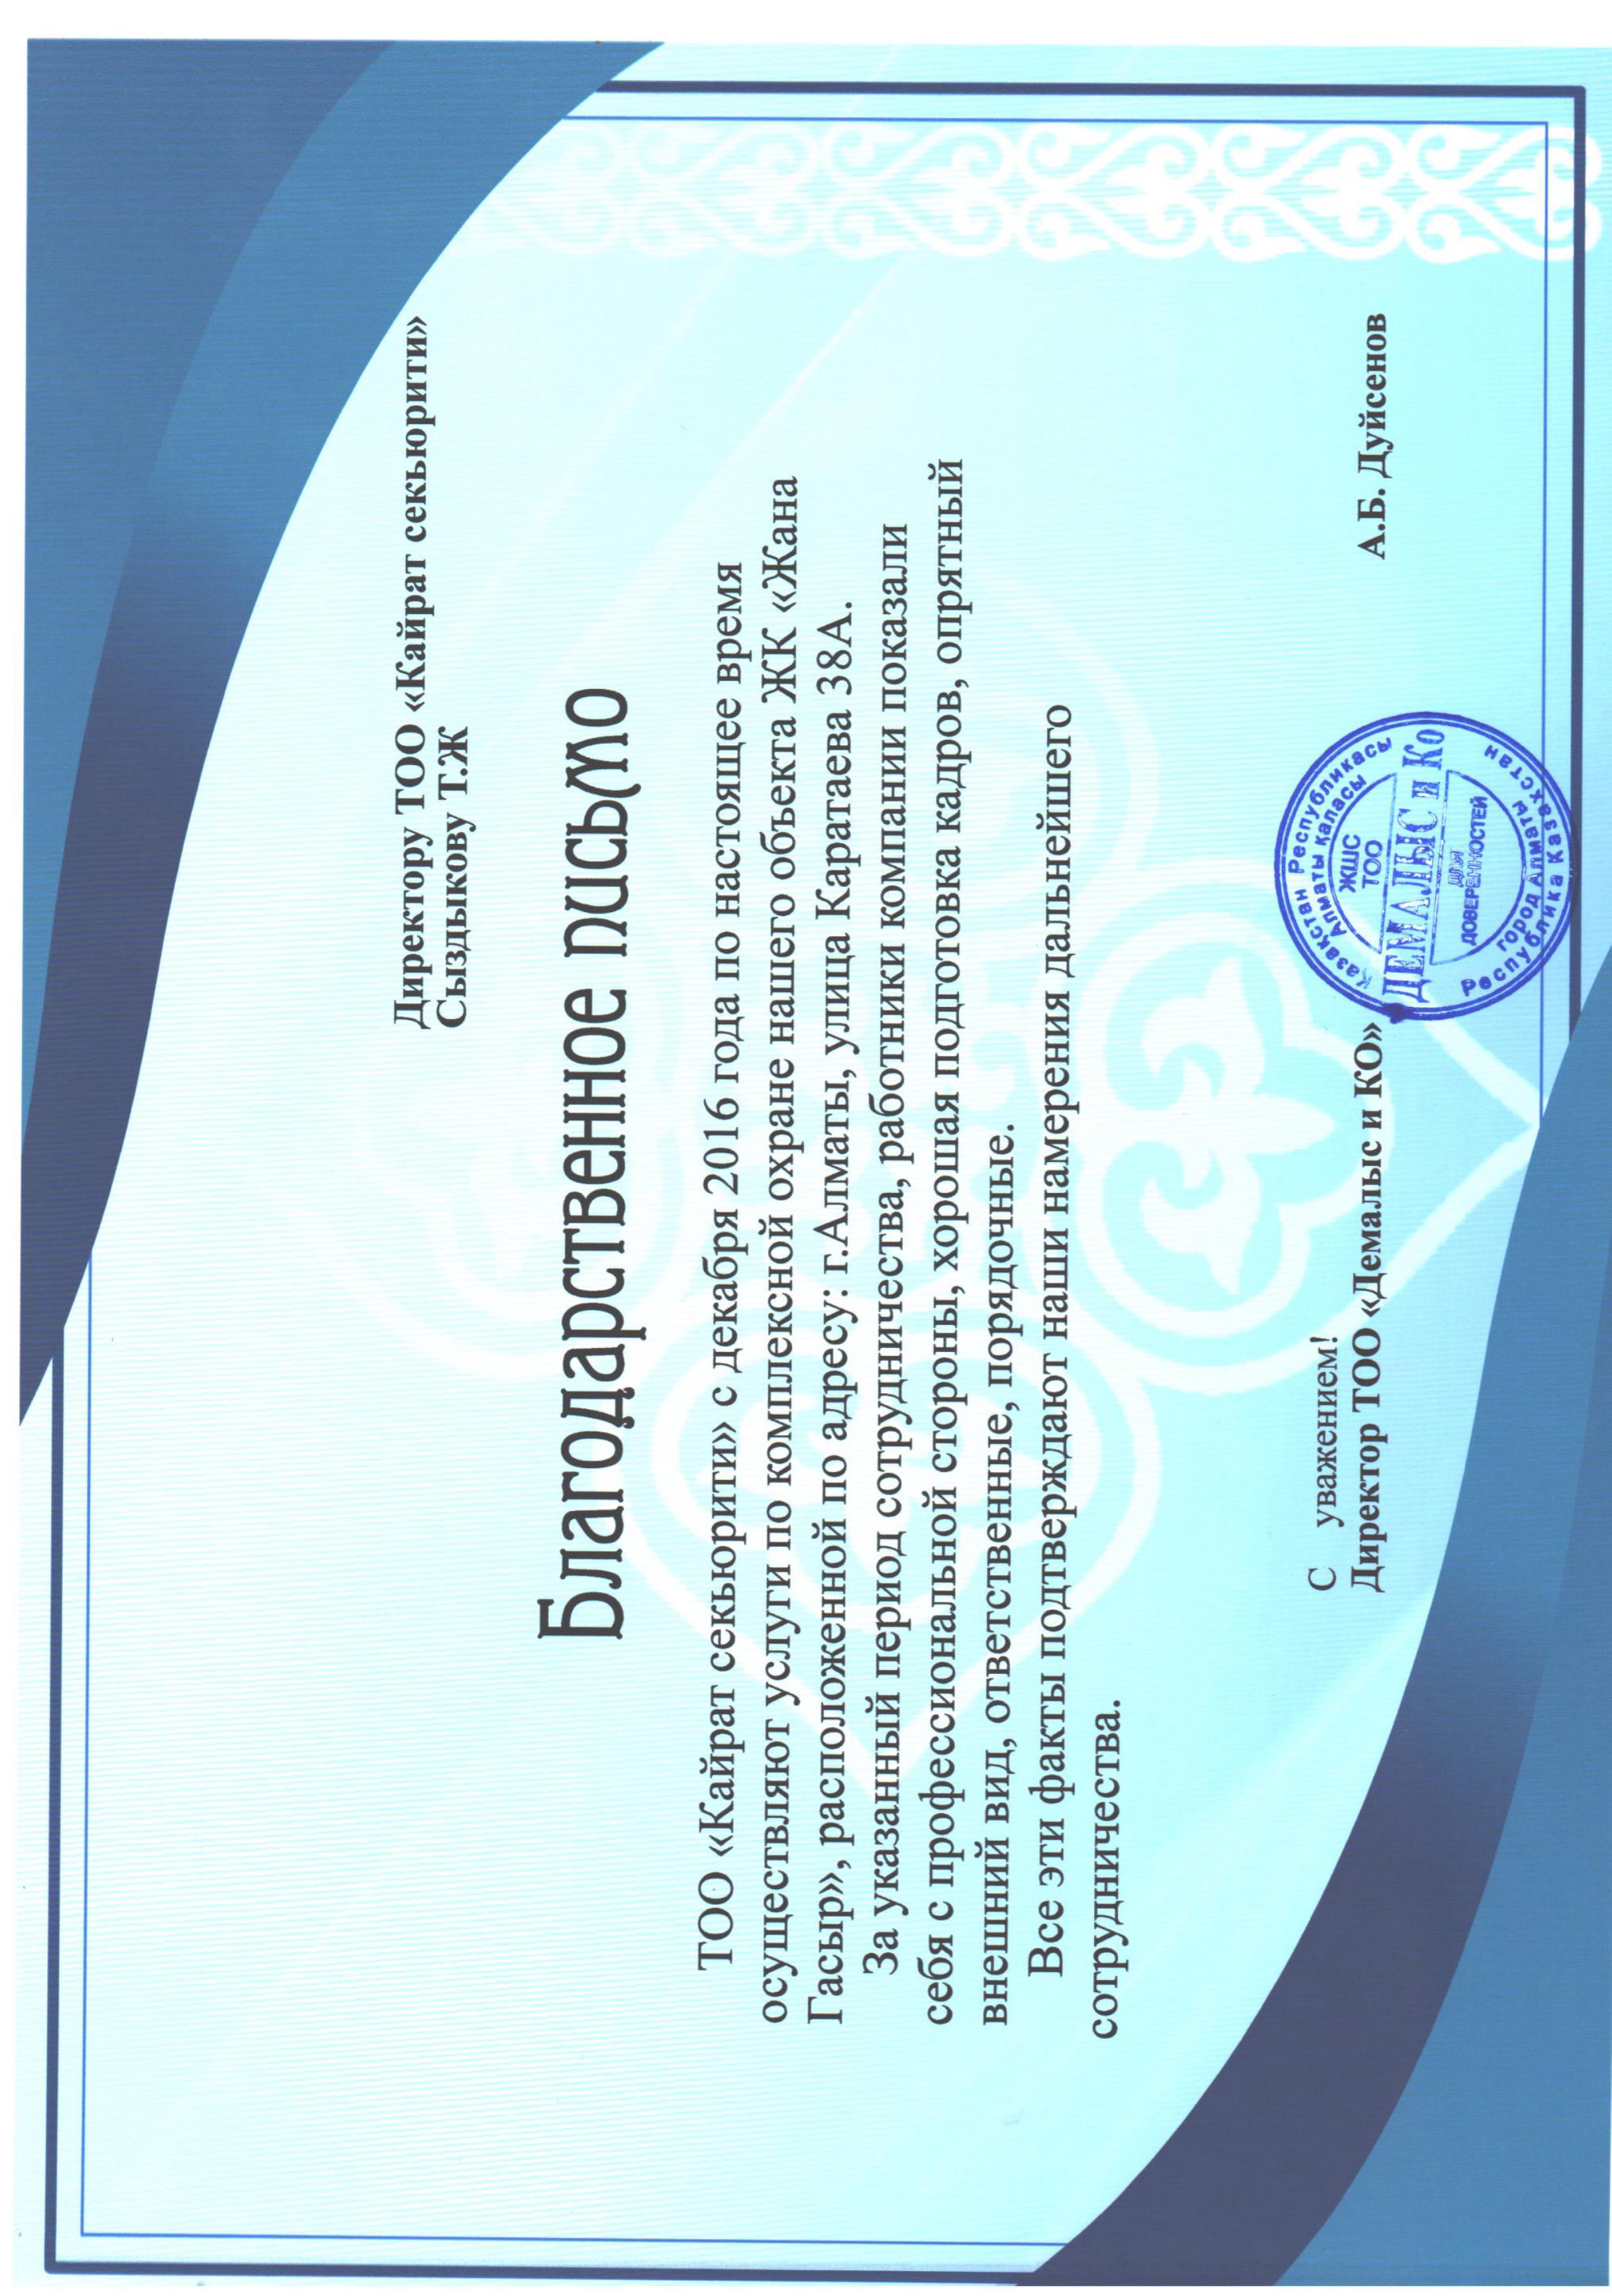 Директору ТОО «Кайрат секьюрити»
Сыздыкову Т.Ж
Благодарственное письмо
ТОО «Кайрат секьюрити» с декабря 2016 года по настоящее время
осуществляют услуги по комплексной охране нашего объекта ЖК «Жана
Гасыр», расположенной по адресу: г.Алматы, улица Каратаева 38А.
За указанный период сотрудничества, работники компании показали
себя с профессиональной стороны, хорошая подготовка кадров, опрятный
внешний вид, ответственные, порядочные.
Все эти факты подтверждают наши намерения дальнейшего
сотрудничества.
С уважением!
Директор ТОО «Демалыс и КО» А.Б. Дуйсенов
Казақстан Республикасы
Алматы қаласы
ЖШС
ТОО
ДЕМАЛЫС и Ко
ДЛЯ
ДОВЕРЕННОСТЕЙ
город Алматы
Республика Казахстан